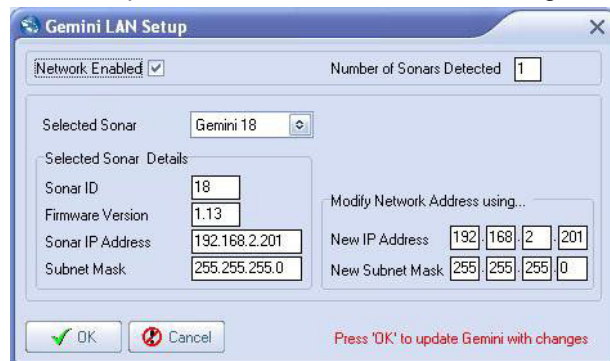 Gemini LAN Setup
Network Enabled
Number of Sonars Detected 1
Selected Sonar Gemini 18
Selected Sonar Details
Sonar ID 18
Firmware Version 1.13
Sonar IP Address 192.168.2.201
Subnet Mask 255.255.255.0
Modify Network Address using...
New IP Address 192 . 168 . 2 . 201
New Subnet Mask 255 . 255 . 255 . 0
OK
Cancel
Press 'OK' to update Gemini with changes